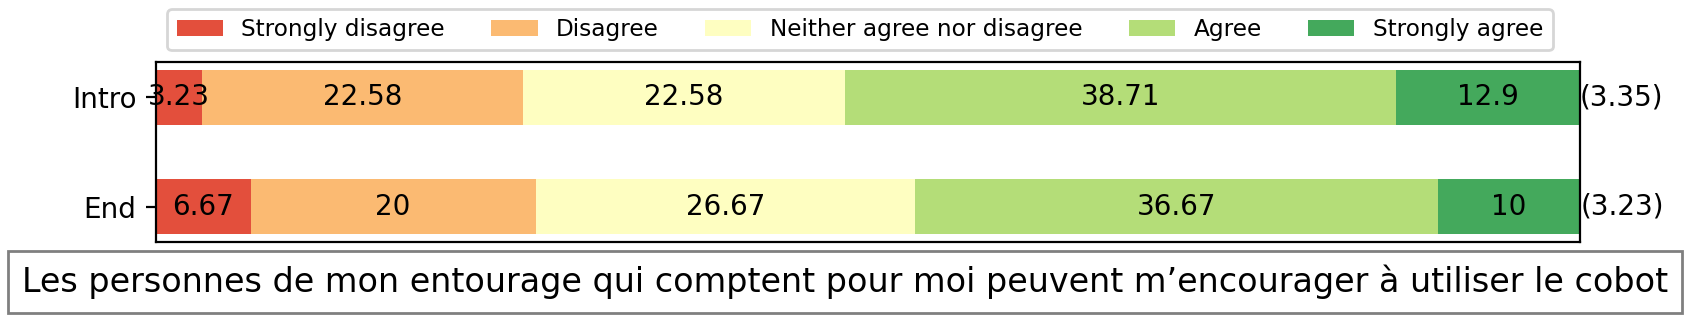 Strongly disagree Disagree Neither agree nor disagree Agree Strongly agree
Intro 3.23 22.58 22.58 38.71 12.9 (3.35)
End 6.67 20 26.67 36.67 10 (3.23)
Les personnes de mon entourage qui comptent pour moi peuvent m’encourager à utiliser le cobot